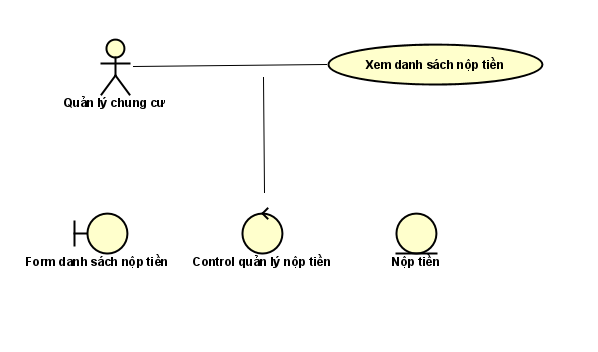 Xem danh sách nộp tiền
Quản lý chung cư
Form danh sách nộp tiền
Control quản lý nộp tiền
Nộp tiền